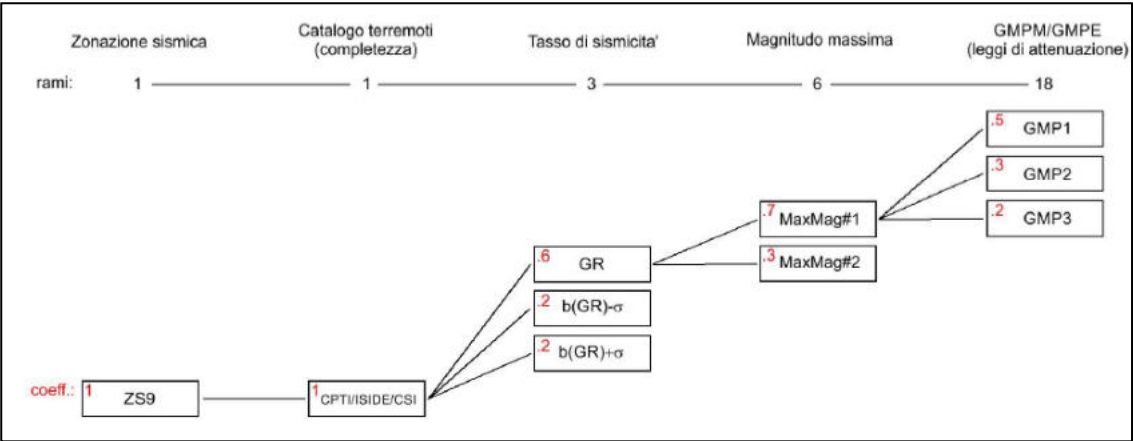 Zonazione sismica
Catalogo terremoti
(completezza)
Tasso di sismicita'
Magnitudo massima
GMPM/GMPE
(leggi di attenuazione)
rami: 1 1 3 6 18
.5 GMP1
.3 GMP2
.7 MaxMag#1
.2 GMP3
.6 GR
.3 MaxMag#2
.2 b(GR)-σ
.2 b(GR)+σ
coeff.: 1 ZS9
1 CPTI/ISIDE/CSI